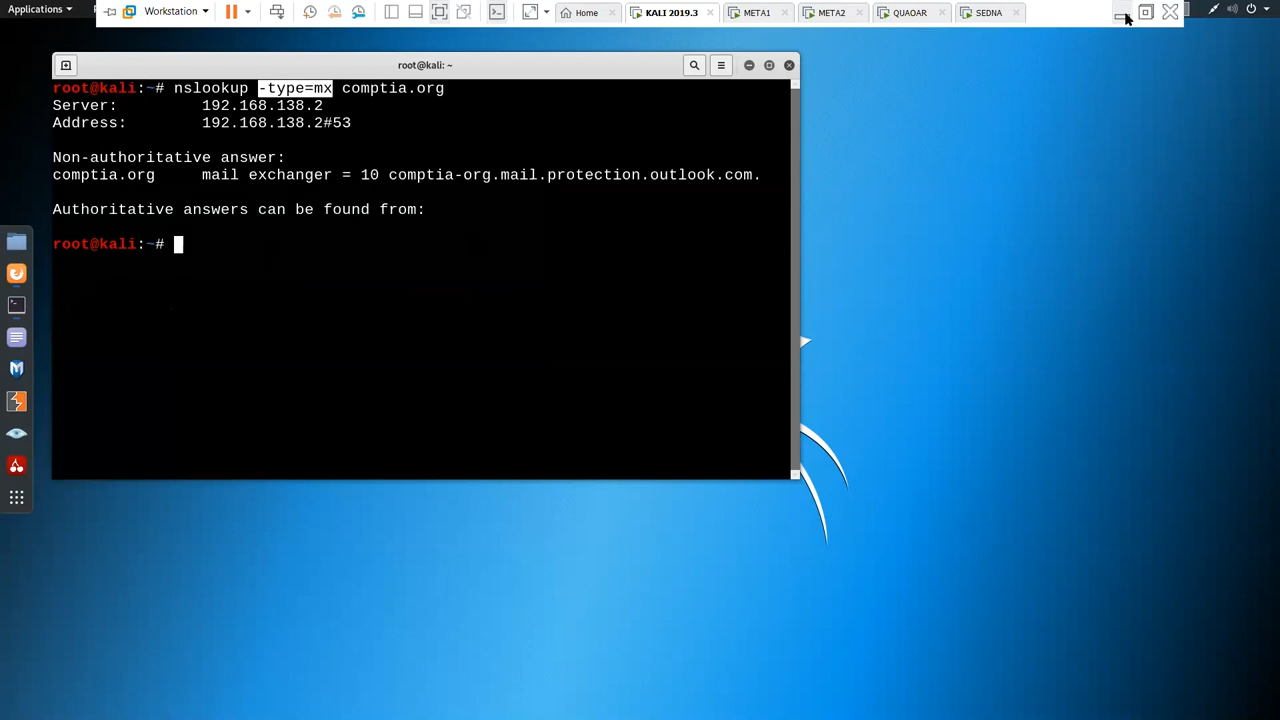 Applications
Workstation
Home
KALI 2019.3
META1
META2
QUAOAR
SEDNA
root@kali: ~
root@kali:~# nslookup -type=mx comptia.org
Server: 192.168.138.2
Address: 192.168.138.2#53
Non-authoritative answer:
comptia.org mail exchanger = 10 comptia-org.mail.protection.outlook.com.
Authoritative answers can be found from:
root@kali:~#